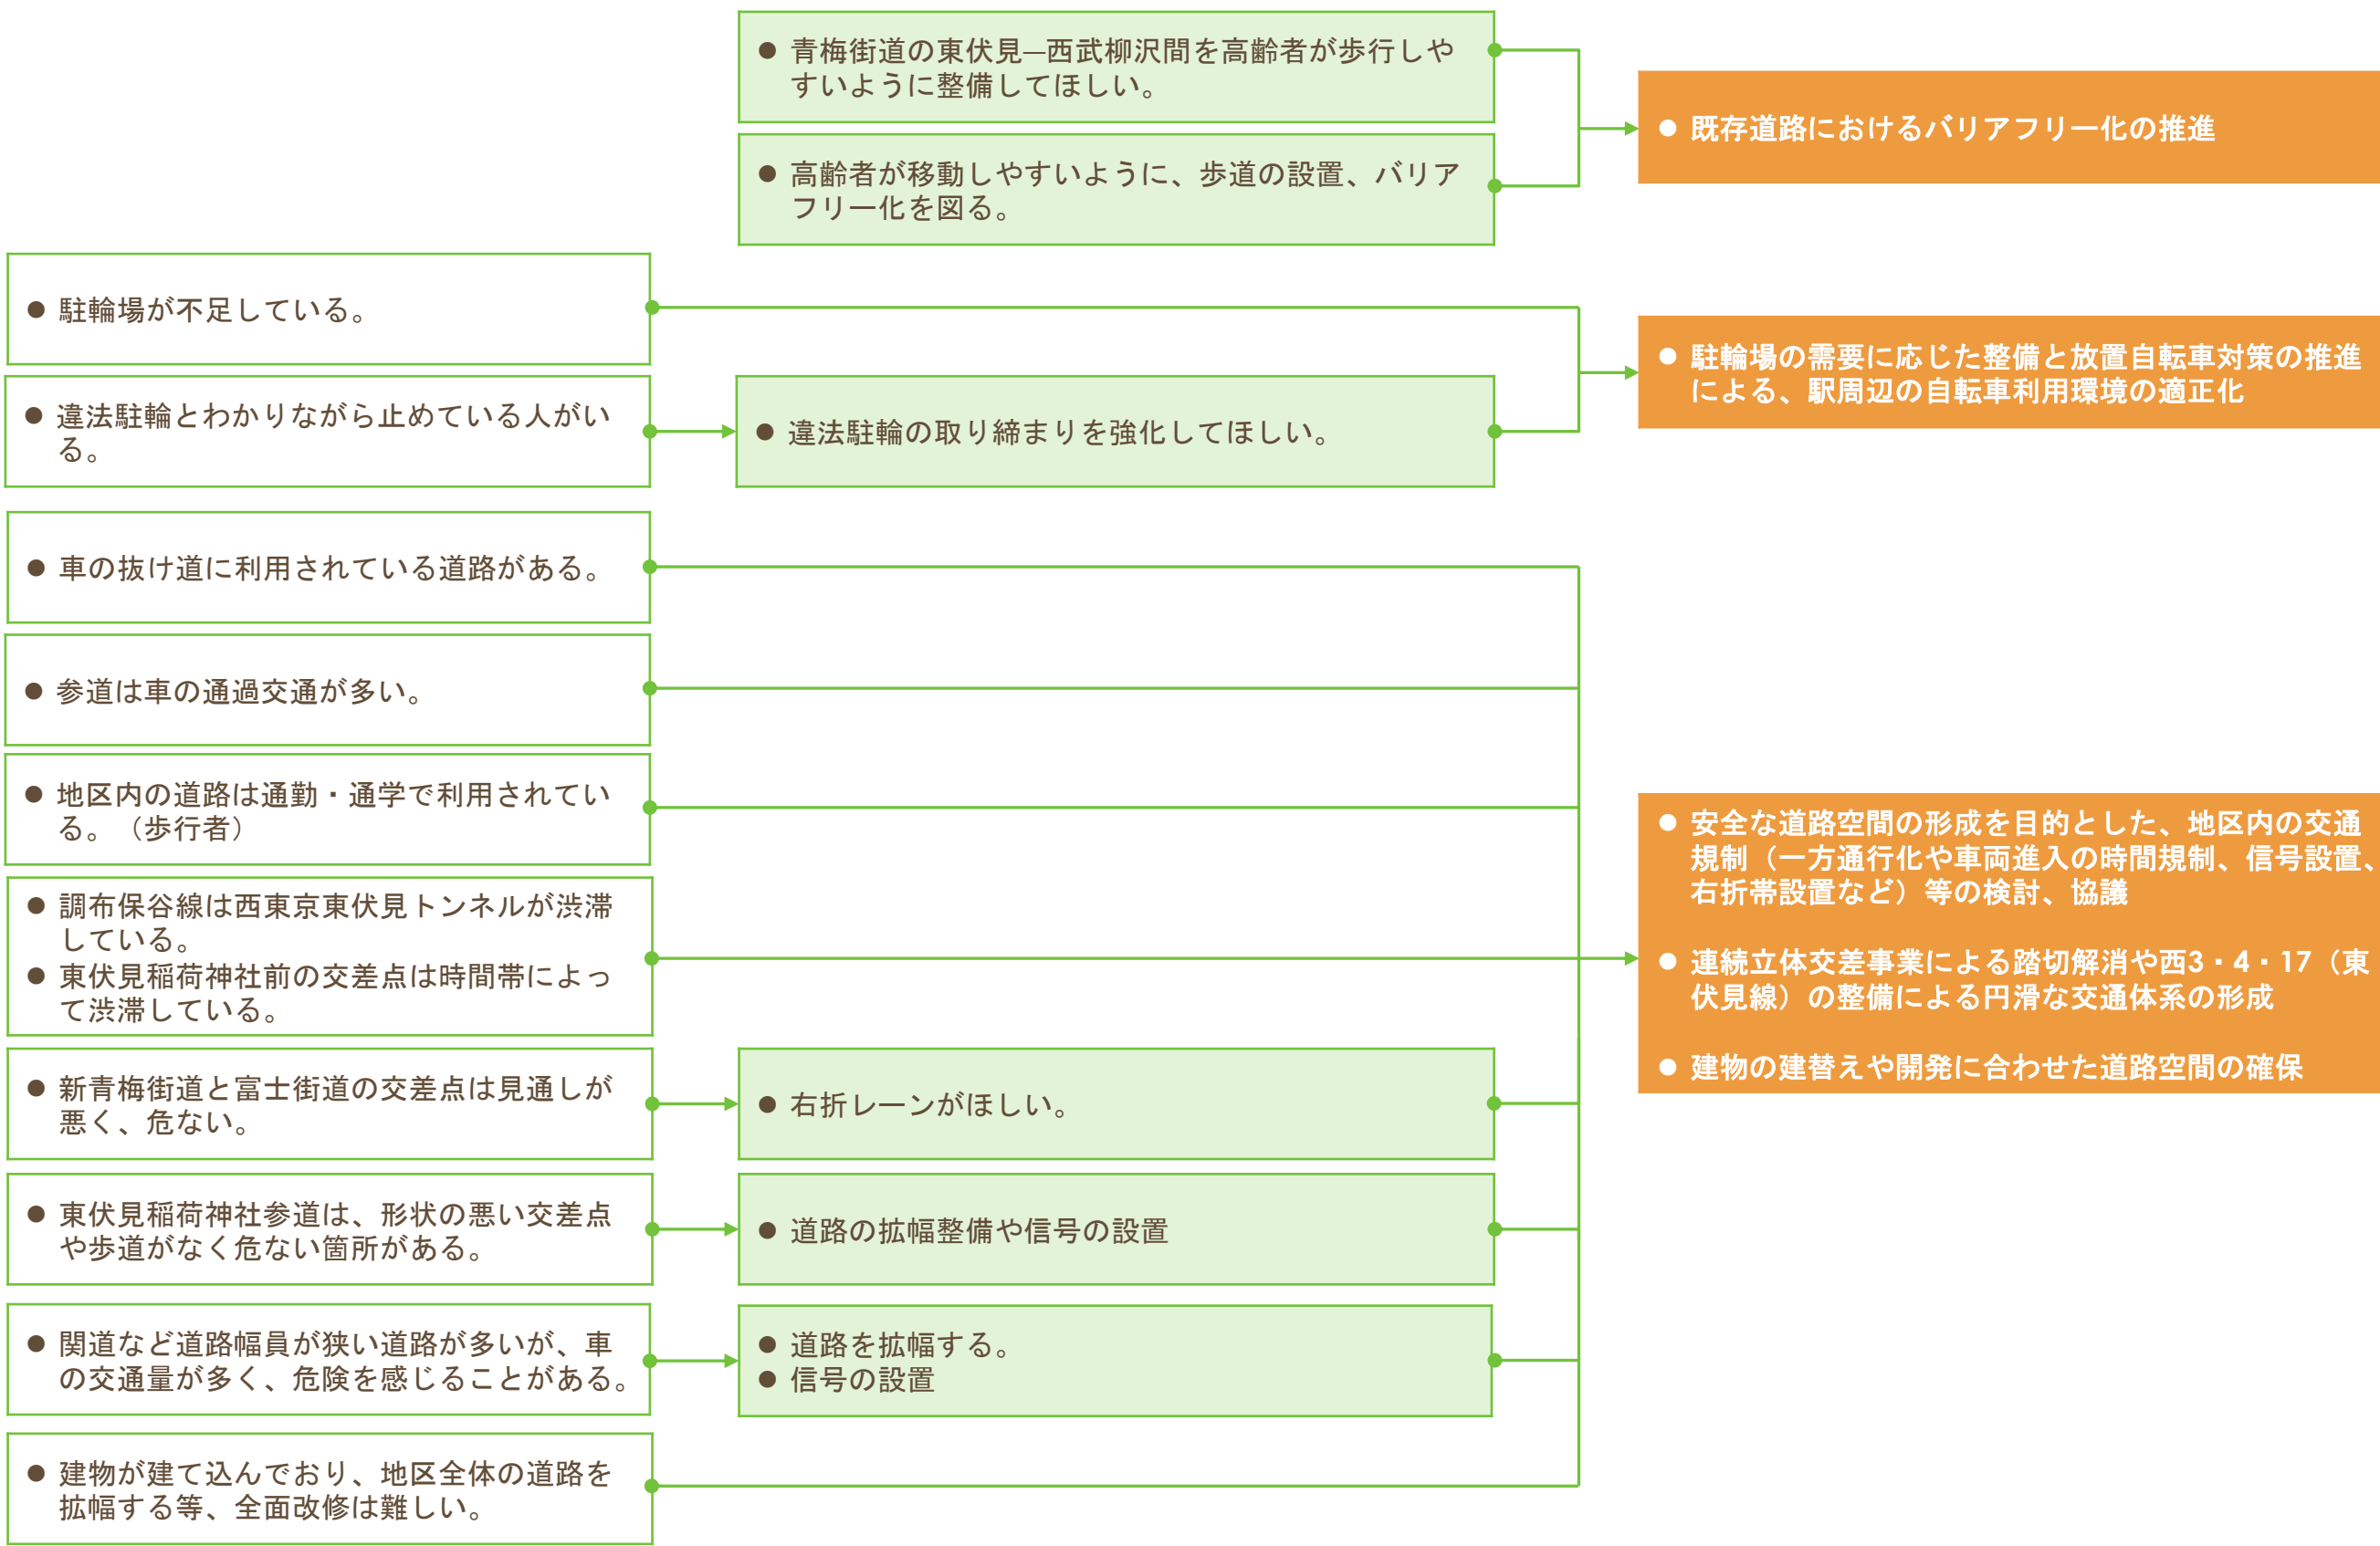 ● 青梅街道の東伏見―西武柳沢間を高齢者が歩行しや
すいように整備してほしい。
● 高齢者が移動しやすいように、歩道の設置、バリア
フリー化を図る。
● 既存道路におけるバリアフリー化の推進
● 駐輪場が不足している。
● 違法駐輪とわかりながら止めている人がい
る。
● 違法駐輪の取り締まりを強化してほしい。
● 駐輪場の需要に応じた整備と放置自転車対策の推進
による、駅周辺の自転車利用環境の適正化
● 車の抜け道に利用されている道路がある。
● 参道は車の通過交通が多い。
● 地区内の道路は通勤・通学で利用されてい
る。（歩行者）
● 調布保谷線は西東京東伏見トンネルが渋滞
している。
● 東伏見稲荷神社前の交差点は時間帯によっ
て渋滞している。
● 新青梅街道と富士街道の交差点は見通しが
悪く、危ない。
● 右折レーンがほしい。
● 東伏見稲荷神社参道は、形状の悪い交差点
や歩道がなく危ない箇所がある。
● 道路の拡幅整備や信号の設置
● 関道など道路幅員が狭い道路が多いが、車
の交通量が多く、危険を感じることがある。
● 道路を拡幅する。
● 信号の設置
● 建物が建て込んでおり、地区全体の道路を
拡幅する等、全面改修は難しい。
● 安全な道路空間の形成を目的とした、地区内の交通
規制（一方通行化や車両進入の時間規制、信号設置、
右折帯設置など）等の検討、協議
● 連続立体交差事業による踏切解消や西3・4・17（東
伏見線）の整備による円滑な交通体系の形成
● 建物の建替えや開発に合わせた道路空間の確保